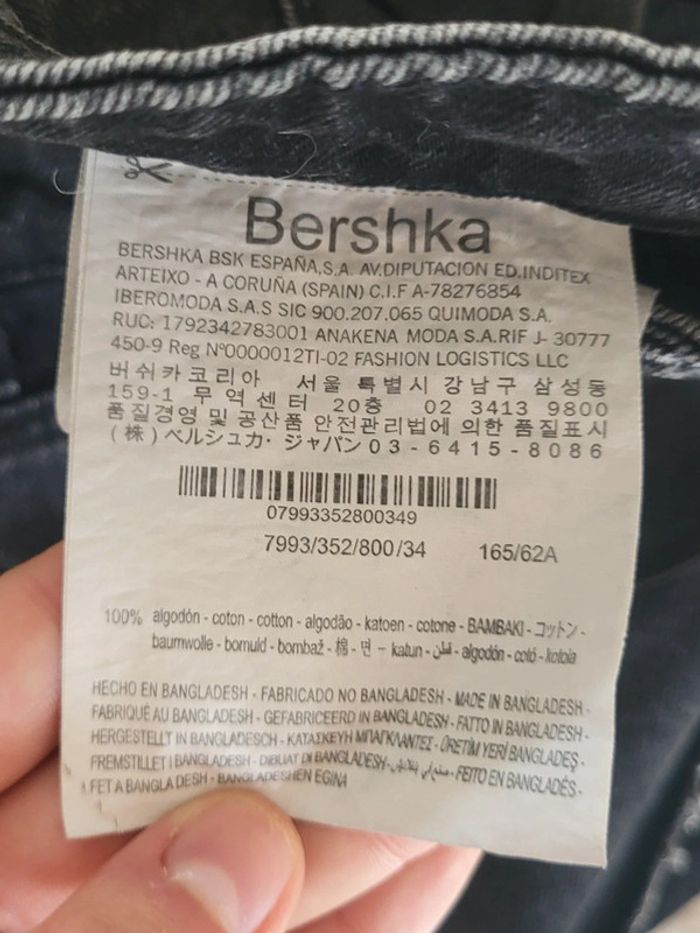 Bershka
BERSHKA BSK ESPAÑA,S.A. AV.DIPUTACION ED.INDITEX
ARTEIXO - A CORUÑA (SPAIN) C.I.F A-78276854
IBEROMODA S.A.S SIC 900.207.065 QUIMODA S.A.
RUC: 1792342783001 ANAKENA MODA S.A.RIF J- 30777
450-9 Reg Nº0000012TI-02 FASHION LOGISTICS LLC
버쉬카코리아 서울 특별시 강남구 삼성동
159-1 무역센터 20층 02 3413 9800
품질경영 및 공산품 안전관리법에 의한 품질표시
(株)ベルシュカ・ジャパン03-6415-8086
07993352800349
7993/352/800/34 165/62A
100% algodón - coton - cotton - algodão - katoen - cotone - BAMBAKI - コットン -
baumwolle - bomuld - bombaž - 棉 - 면 - katun - قطن - algodón - cotó - kotoia
HECHO EN BANGLADESH - FABRICADO NO BANGLADESH - MADE IN BANGLADESH -
FABRIQUÉ AU BANGLADESH - GEFABRICEERD IN BANGLADESH - FATTO IN BANGLADESH -
HERGESTELLT IN BANGLADESCH - ΚΑΤΑΣΚΕΥΗ ΜΠΑΓΚΛΑΝΤΕΣ - ÜRETİM YERİ BANGLADEŞ -
FREMSTILLET I BANGLADESH - DIBUAT DI BANGLADESH - - FEITO EN BANGLADÉS -
FET A BANGLA DESH - BANGLADESHEN EGINA